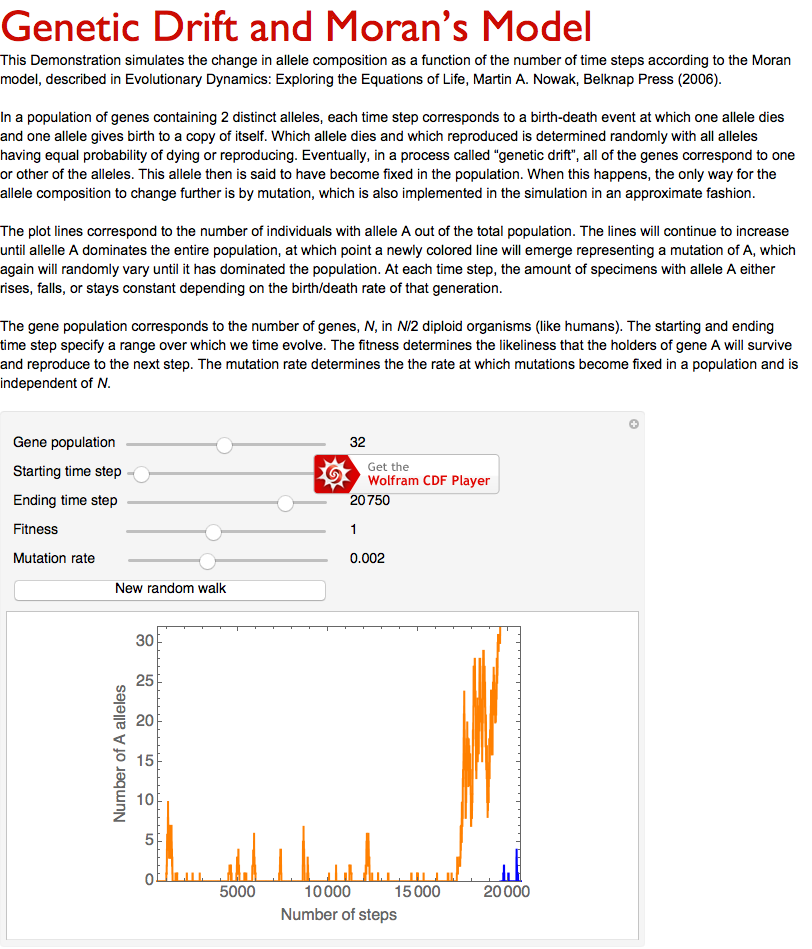 Genetic Drift and Moran's Model
This Demonstration simulates the change in allele composition as a function of the number of time steps according to the Moran
model, described in Evolutionary Dynamics: Exploring the Equations of Life, Martin A. Nowak, Belknap Press (2006).
In a population of genes containing 2 distinct alleles, each time step corresponds to a birth-death event at which one allele dies
and one allele gives birth to a copy of itself. Which allele dies and which reproduced is determined randomly with all alleles
having equal probability of dying or reproducing. Eventually, in a process called “genetic drift”, all of the genes correspond to one
or other of the alleles. This allele then is said to have become fixed in the population. When this happens, the only way for the
allele composition to change further is by mutation, which is also implemented in the simulation in an approximate fashion.
The plot lines correspond to the number of individuals with allele A out of the total population. The lines will continue to increase
until allelle A dominates the entire population, at which point a newly colored line will emerge representing a mutation of A, which
again will randomly vary until it has dominated the population. At each time step, the amount of specimens with allele A either
rises, falls, or stays constant depending on the birth/death rate of that generation.
The gene population corresponds to the number of genes, N, in N/2 diploid organisms (like humans). The starting and ending
time step specify a range over which we time evolve. The fitness determines the likeliness that the holders of gene A will survive
and reproduce to the next step. The mutation rate determines the the rate at which mutations become fixed in a population and is
independent of N.
Gene population 32
Starting time step
Get the
Wolfram CDF Player
Ending time step 20750
Fitness 1
Mutation rate 0.002
New random walk
Number of A alleles
30
25
20
15
10
5
0
5000 10000 15000 20000
Number of steps